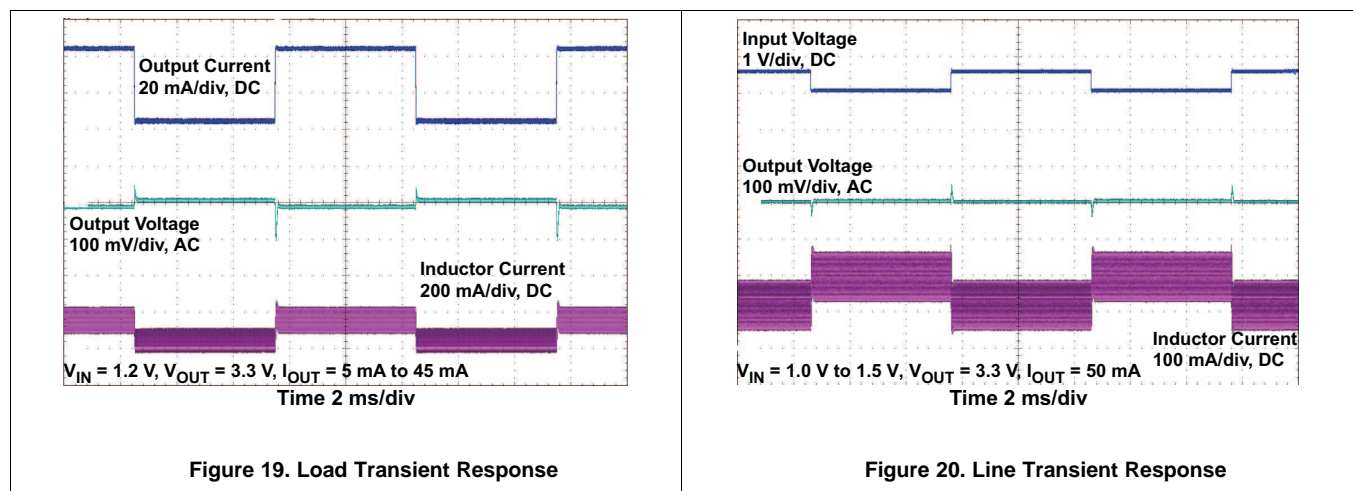 Output Current
20 mA/div, DC
Output Voltage
100 mV/div, AC
Inductor Current
200 mA/div, DC
V_IN = 1.2 V, V_OUT = 3.3 V, I_OUT = 5 mA to 45 mA
Time 2 ms/div
Figure 19. Load Transient Response
Input Voltage
1 V/div, DC
Output Voltage
100 mV/div, AC
Inductor Current
100 mA/div, DC
V_IN = 1.0 V to 1.5 V, V_OUT = 3.3 V, I_OUT = 50 mA
Time 2 ms/div
Figure 20. Line Transient Response